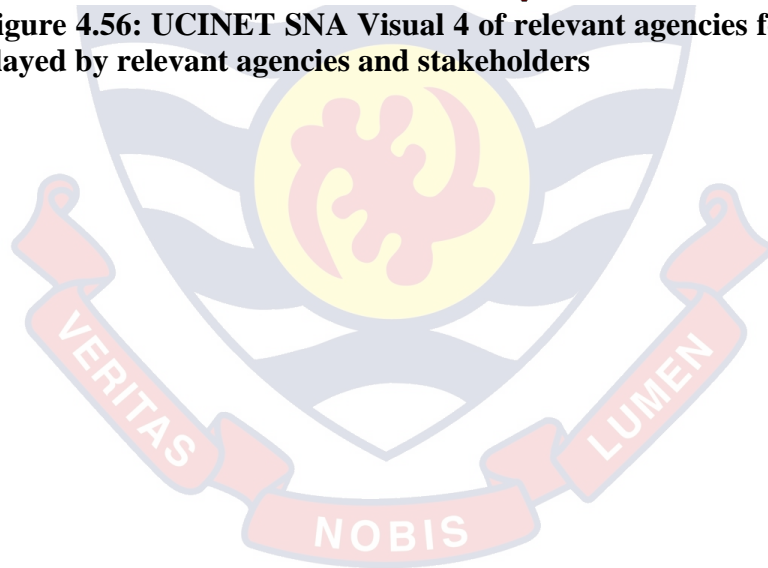 igure 4.56: UCINET SNA Visual 4 of relevant agencies f
layed by relevant agencies and stakeholders
VERITAS
NOBIS
LUMEN